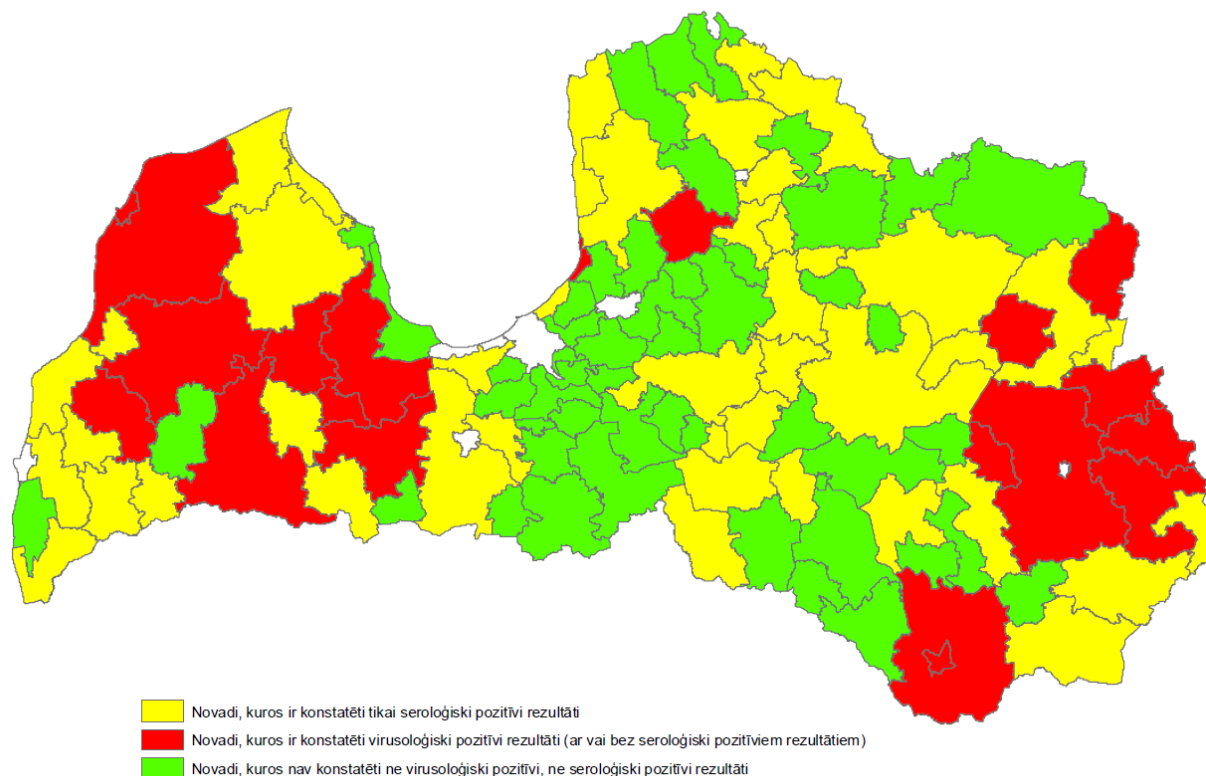 Novadi, kuros ir konstatēti tikai seroloģiski pozitīvi rezultāti
Novadi, kuros ir konstatēti virusoloģiski pozitīvi rezultāti (ar vai bez seroloģiski pozitīviem rezultātiem)
Novadi, kuros nav konstatēti ne virusoloģiski pozitīvi, ne seroloģiski pozitīvi rezultāti